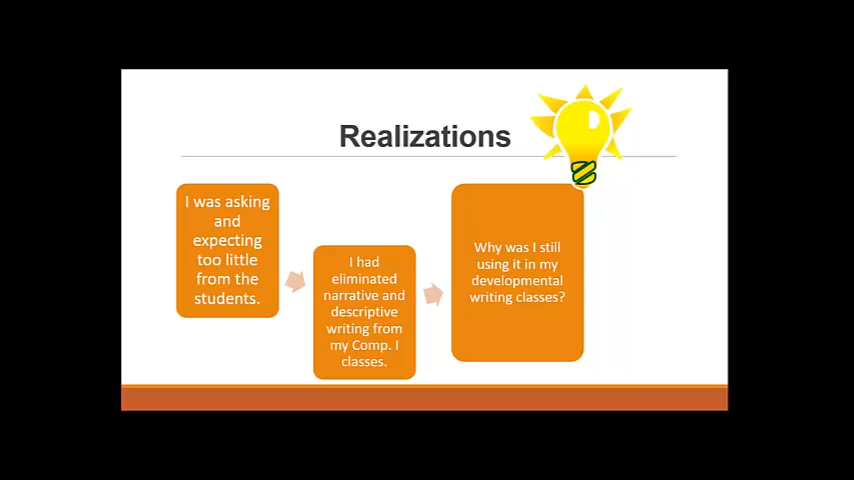 Realizations
I was asking
and
expecting
too little
from the
students.
I had
eliminated
narrative and
descriptive
writing from
my Comp. I
classes.
Why was I still
using it in my
developmental
writing classes?